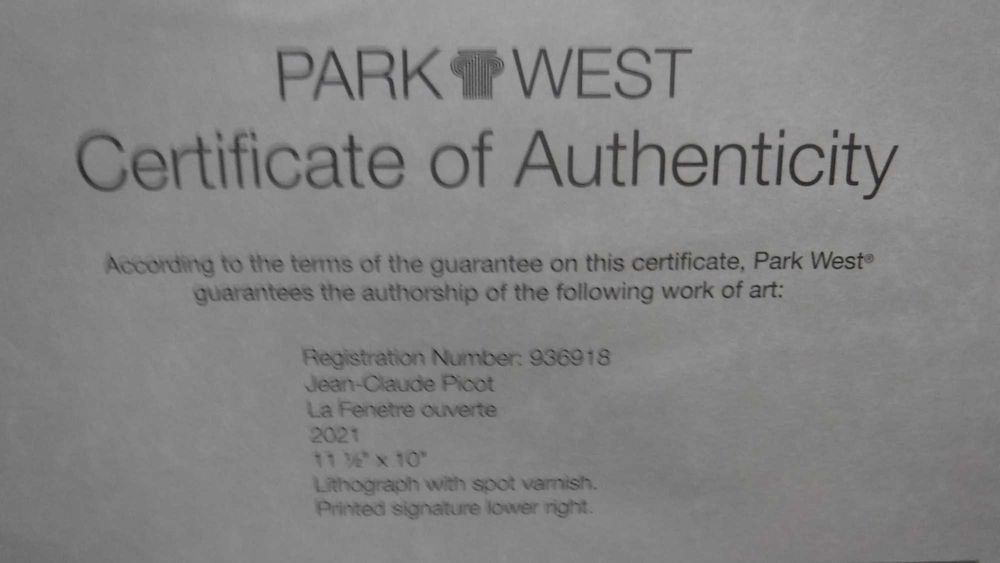 PARK WEST
Certificate of Authenticity
According to the terms of the guarantee on this certificate, Park West®
guarantees the authorship of the following work of art:
Registration Number: 936918
Jean-Claude Picot
La Fenetre ouverte
2021
11 ½" x 10"
Lithograph with spot varnish.
Printed signature lower right.